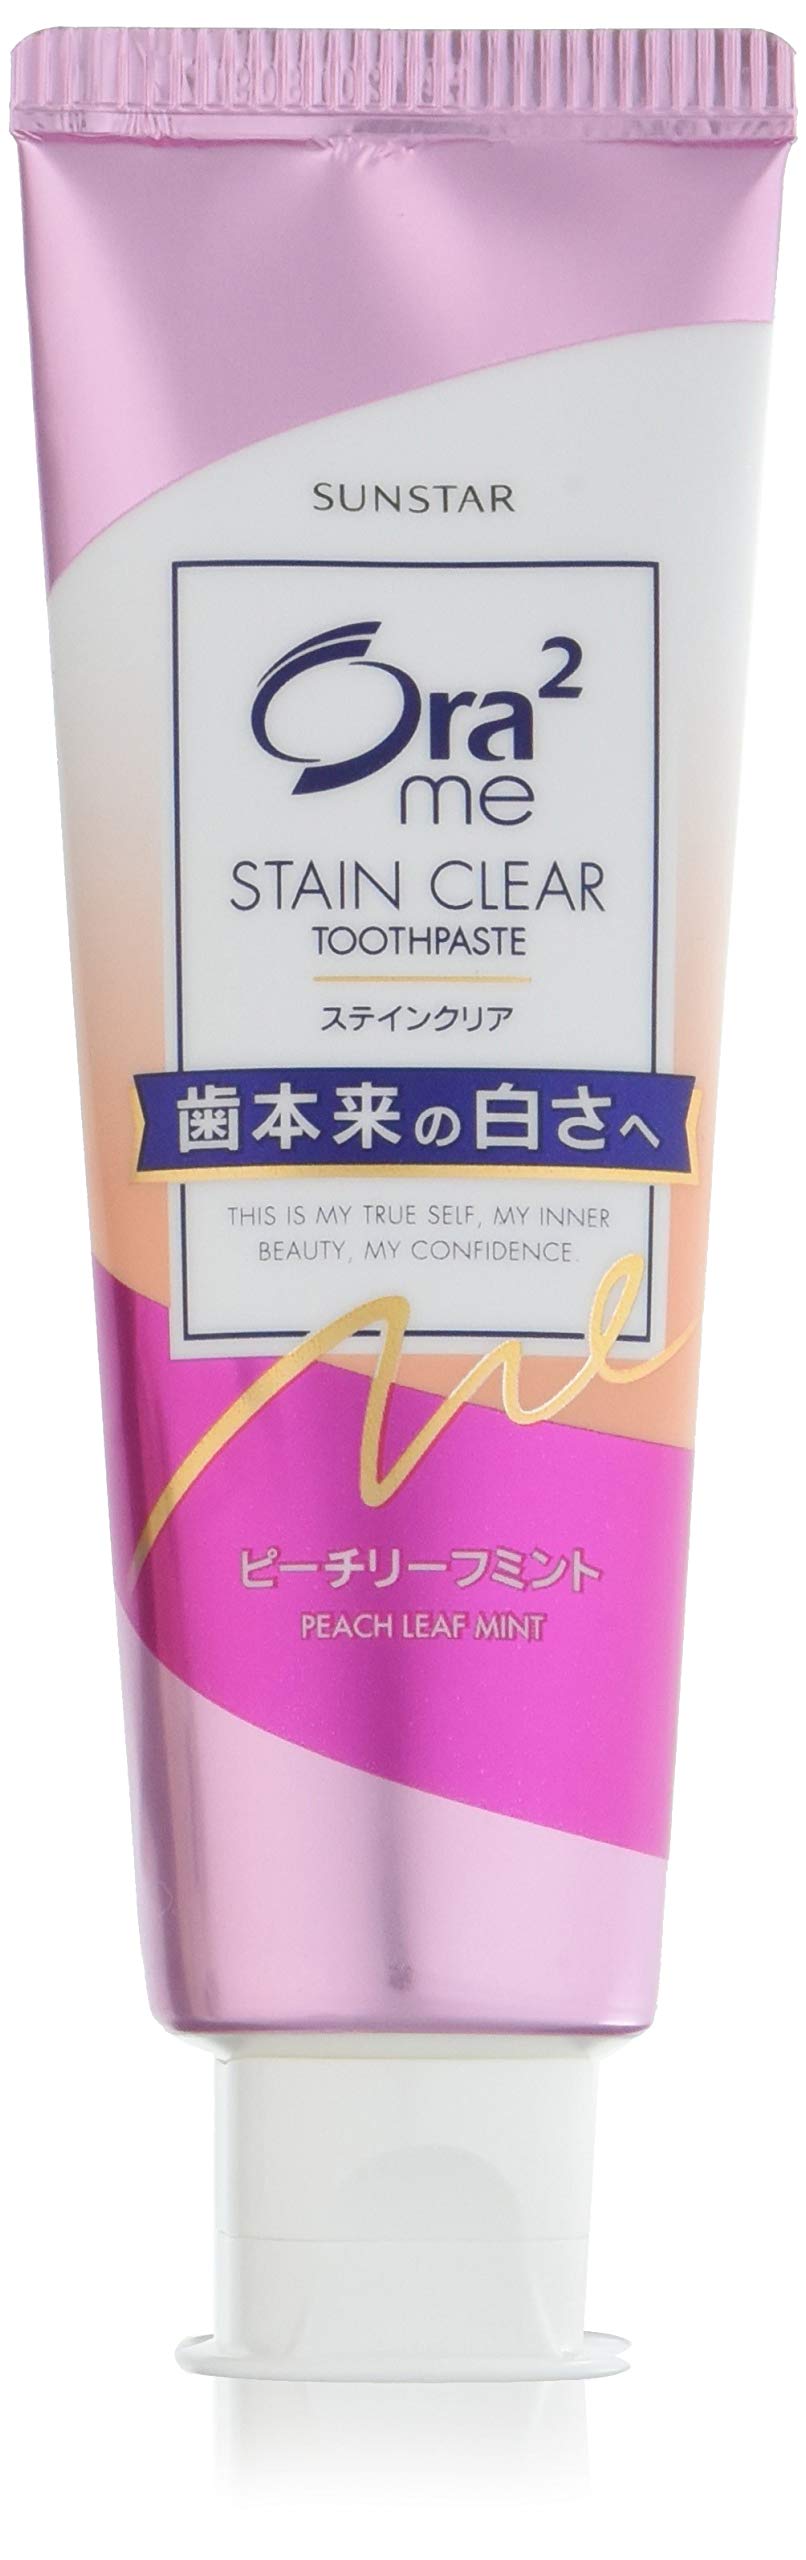 SUNSTAR
Ora²
me
STAIN CLEAR
TOOTHPASTE
ステインクリア
歯本来の白さへ
THIS IS MY TRUE SELF, MY INNER
BEAUTY, MY CONFIDENCE.
me
ピーチリーフミント
PEACH LEAF MINT